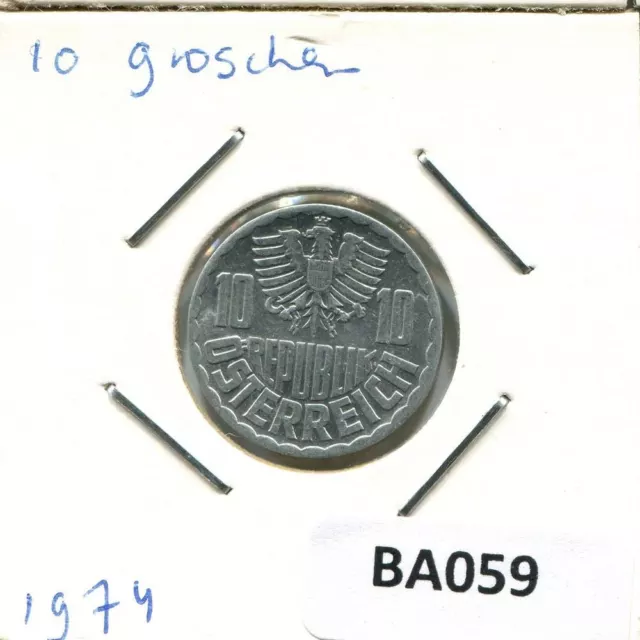 10 groschen
10 10
REPUBLIK
ÖSTERREICH
BA059
1974